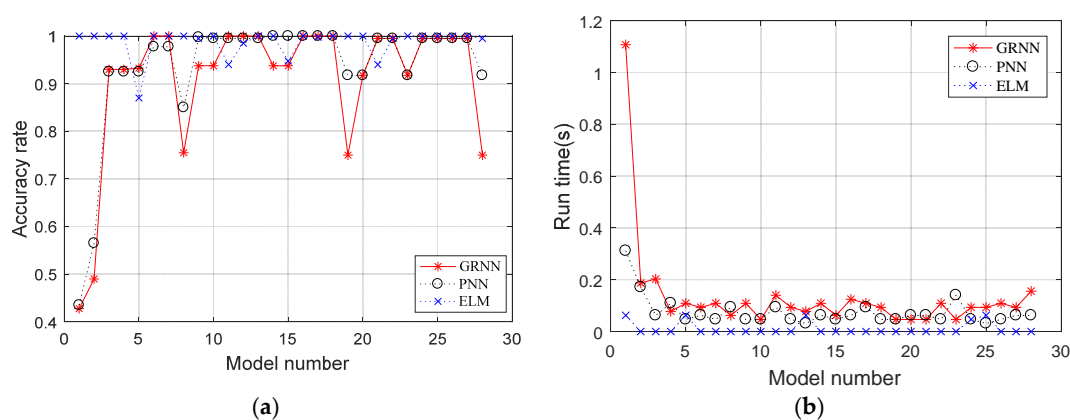 1
0.9
0.8
0.7
0.6
0.5
0.4
Accuracy rate
GRNN
PNN
ELM
0 5 10 15 20 25 30
Model number
(a)
1.2
1
0.8
0.6
0.4
0.2
0
Run time(s)
GRNN
PNN
ELM
0 5 10 15 20 25 30
Model number
(b)